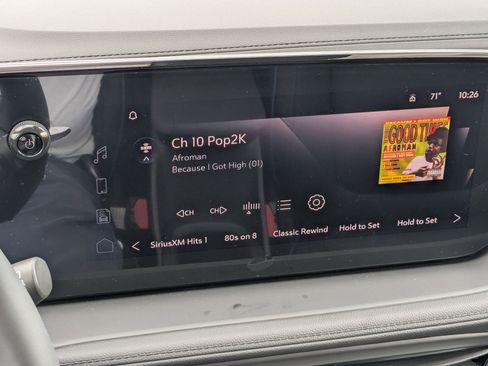 71°
10:26
Ch 10 Pop2K
Afroman
Because I Got High (01)
GOOD TIMES
AFROMAN
CH
CH
SiriusXM Hits 1
80s on 8
Classic Rewind
Hold to Set
Hold to Set